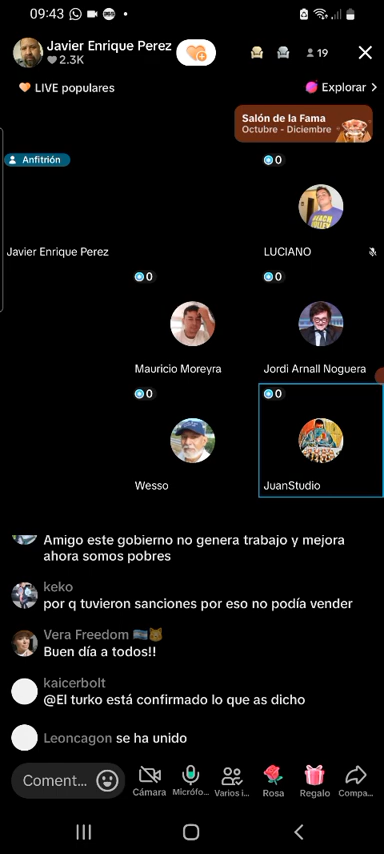 09:43
Javier Enrique Perez
2.3K
19
LIVE populares
Explorar
Salón de la Fama
Octubre - Diciembre
Anfitrión
0
Javier Enrique Perez
LUCIANO
0
0
Mauricio Moreyra
Jordi Arnall Noguera
0
0
Wesso
JuanStudio
Amigo este gobierno no genera trabajo y mejora
ahora somos pobres
keko
por q tuvieron sanciones por eso no podía vender
Vera Freedom
Buen día a todos!!
kaicerbolt
@El turko está confirmado lo que as dicho
Leoncagon se ha unido
Coment...
Cámara
Micrófo...
Varios i...
Rosa
Regalo
Compa...